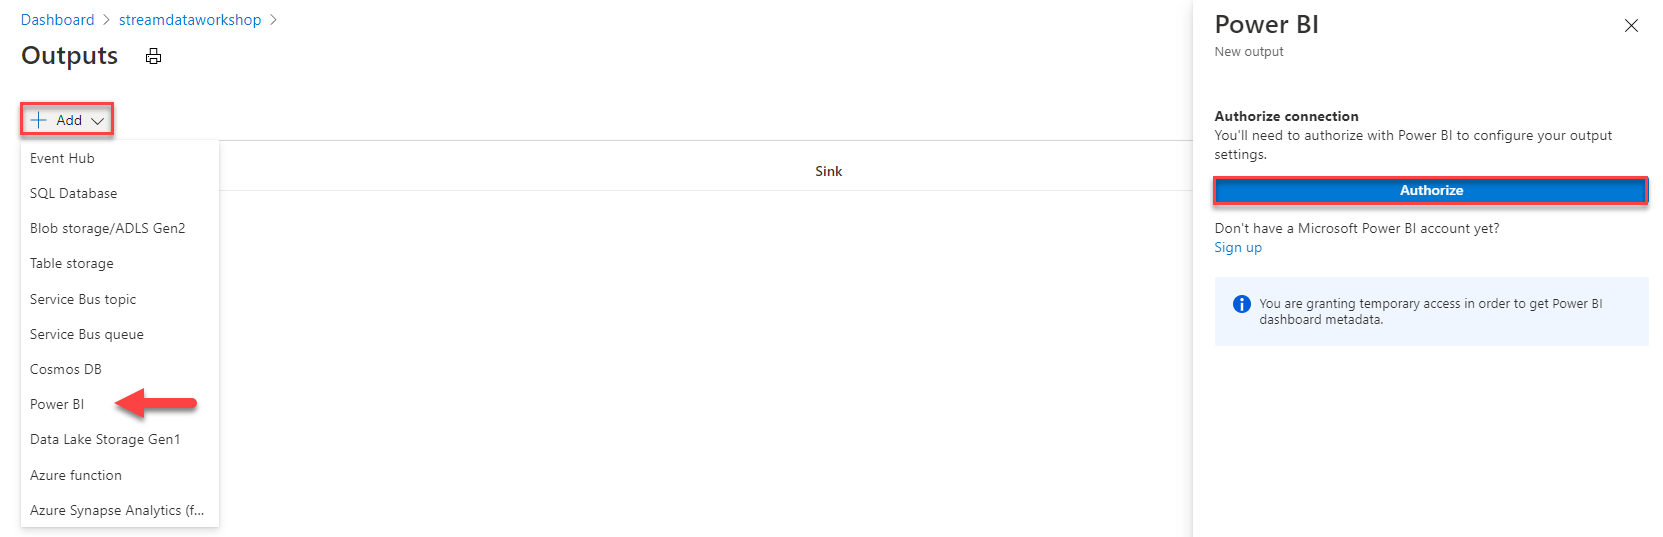 Dashboard > streamdataworkshop >
Outputs
+ Add
Event Hub
SQL Database
Blob storage/ADLS Gen2
Table storage
Service Bus topic
Service Bus queue
Cosmos DB
Power BI
Data Lake Storage Gen1
Azure function
Azure Synapse Analytics (f...
Sink
Power BI
New output
Authorize connection
You'll need to authorize with Power BI to configure your output
settings.
Authorize
Don't have a Microsoft Power BI account yet?
Sign up
You are granting temporary access in order to get Power BI
dashboard metadata.